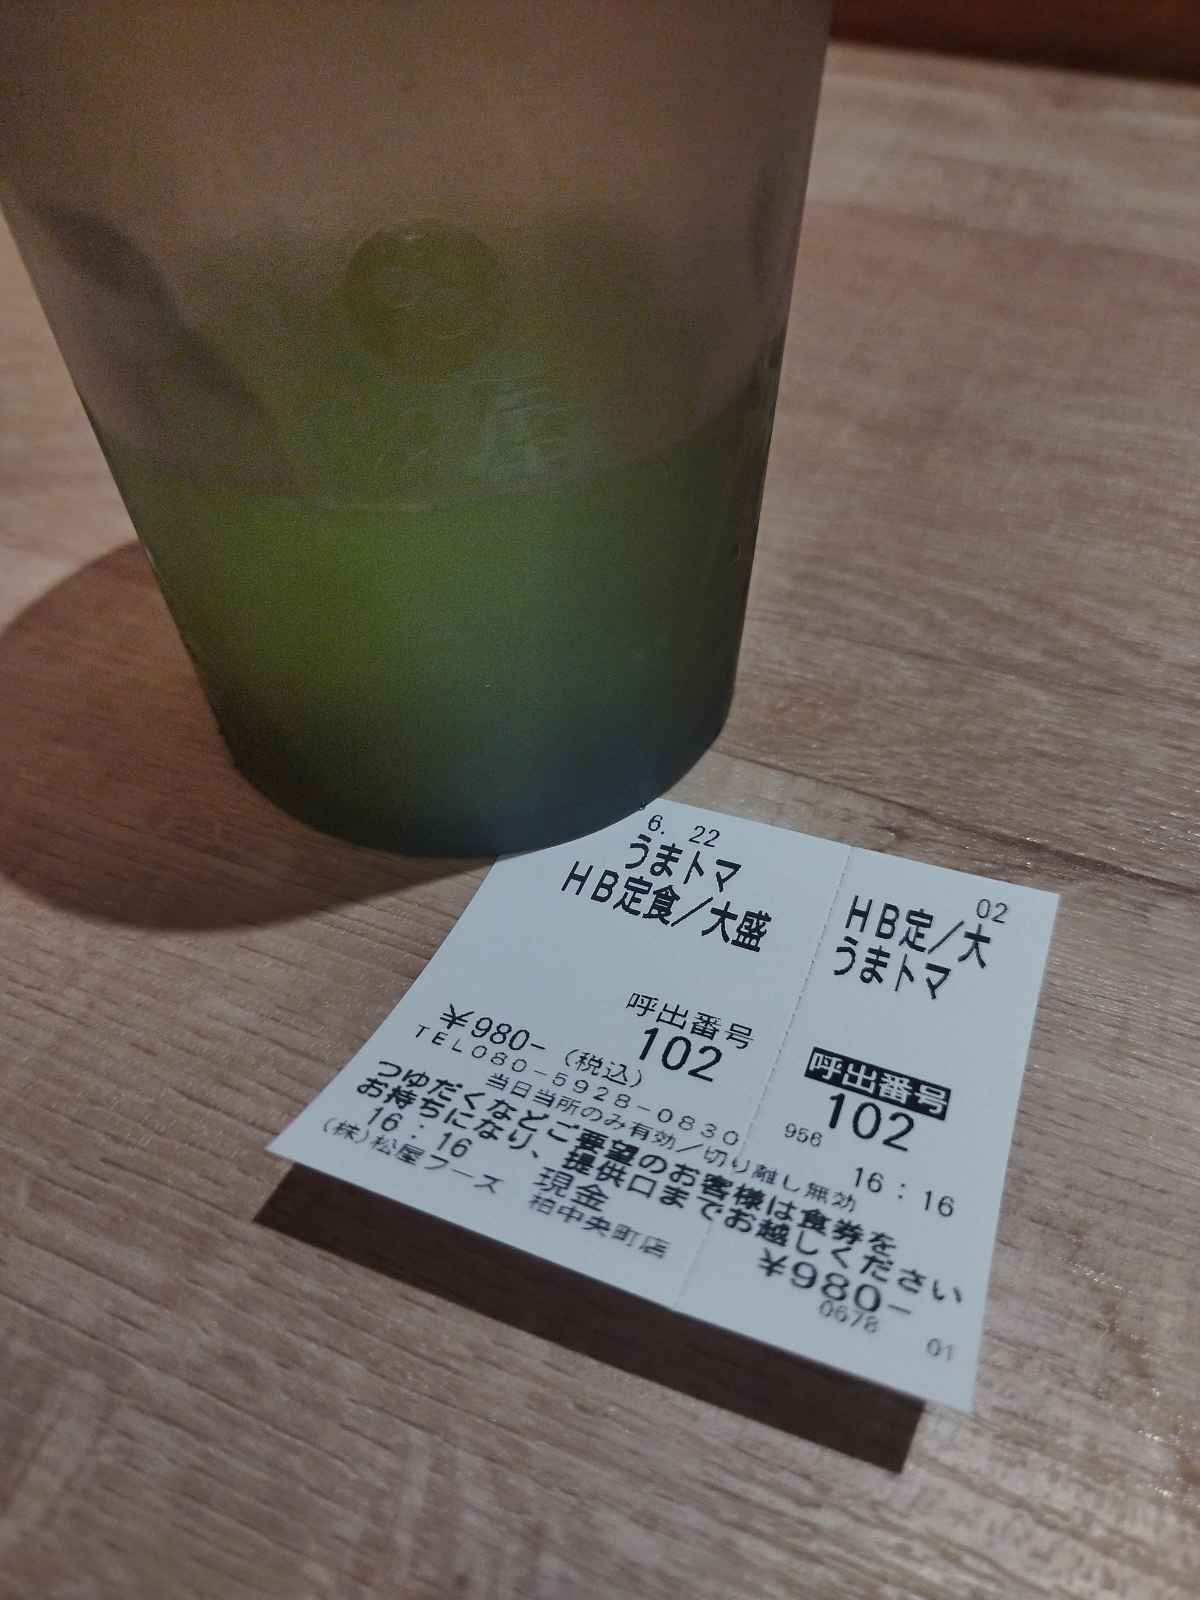 6. 22
うまトマ
HB定食/大盛
呼出番号
102
¥980-(税込)
TEL080-5928-0830
当日当所のみ有効/切り離し無効
つゆだくなどご要望のお客様は食券を
お持ちになり、提供口までお越しください
16:16 現金 ¥980-
(株)松屋フーズ 柏中央町店 0678
01
02
HB定/大
うまトマ
呼出番号
102
956
16:16